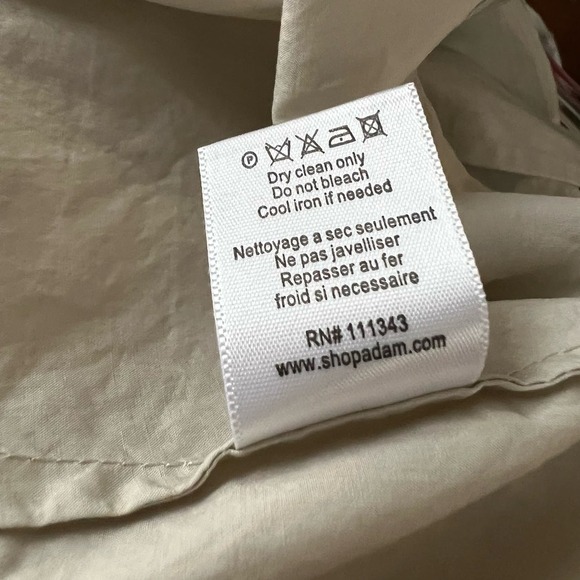 P
Dry clean only
Do not bleach
Cool iron if needed
Nettoyage a sec seulement
Ne pas javelliser
Repasser au fer
froid si necessaire
RN# 111343
www.shopadam.com